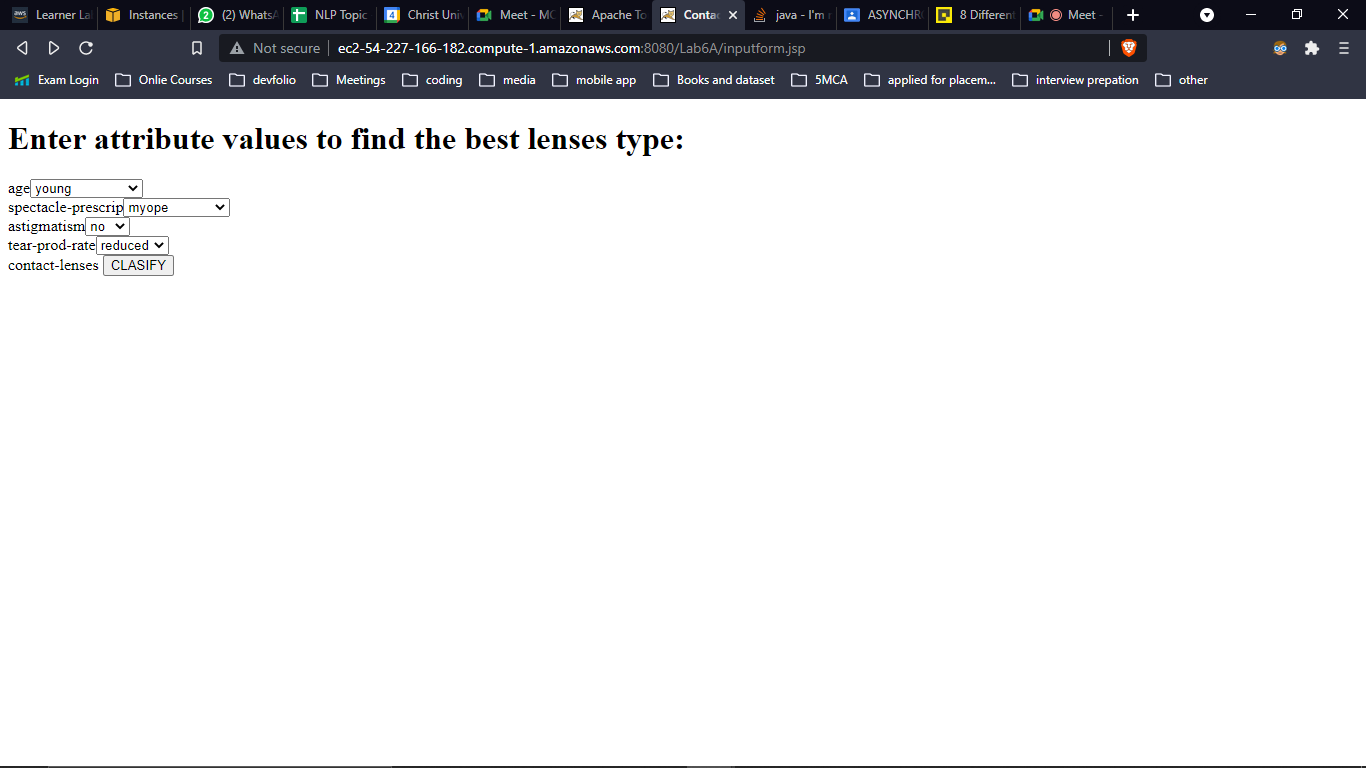 Learner La
Instances
(2) WhatsA
NLP Topic
Christ Uni
Meet - MC
Apache To
Contac
java - I'm
ASYNCHR
8 Different
Meet -
Not secure
ec2-54-227-166-182.compute-1.amazonaws.com:8080/Lab6A/inputform.jsp
Exam Login
Onlie Courses
devfolio
Meetings
coding
media
mobile app
Books and dataset
5MCA
applied for placem...
interview prepation
other
Enter attribute values to find the best lenses type:
age young
spectacle-prescrip myope
astigmatism no
tear-prod-rate reduced
contact-lenses CLASIFY